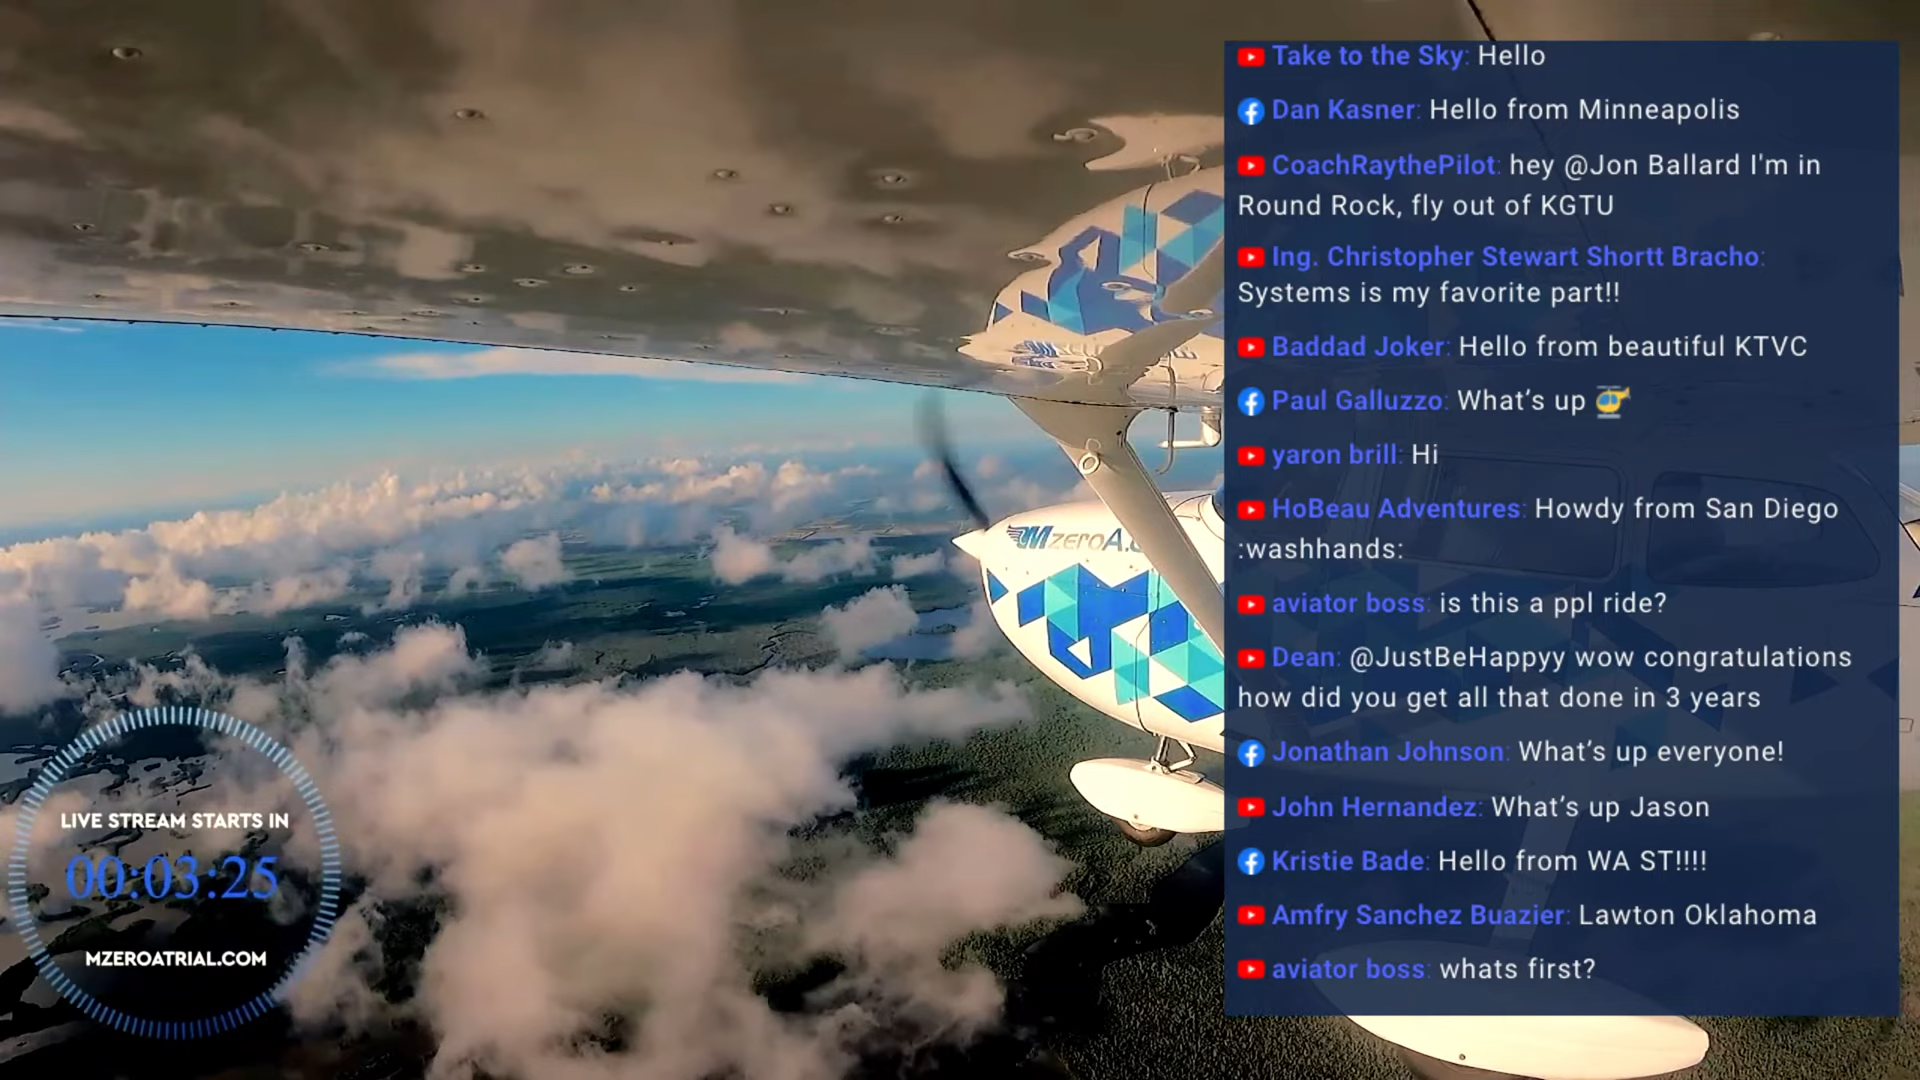 Take to the Sky: Hello
Dan Kasner: Hello from Minneapolis
CoachRaythePilot: hey @Jon Ballard I'm in
Round Rock, fly out of KGTU
Ing. Christopher Stewart Shortt Bracho:
Systems is my favorite part!!
Baddad Joker: Hello from beautiful KTVC
Paul Galluzzo: What's up 🚁
yaron brill: Hi
HoBeau Adventures: Howdy from San Diego
:washhands:
aviator boss: is this a ppl ride?
Dean: @JustBeHappyy wow congratulations
how did you get all that done in 3 years
Jonathan Johnson: What's up everyone!
John Hernandez: What's up Jason
Kristie Bade: Hello from WA ST!!!!
Amfry Sanchez Buazier: Lawton Oklahoma
aviator boss: whats first?
MzeroA.
LIVE STREAM STARTS IN
00:03:25
MZEROATRIAL.COM